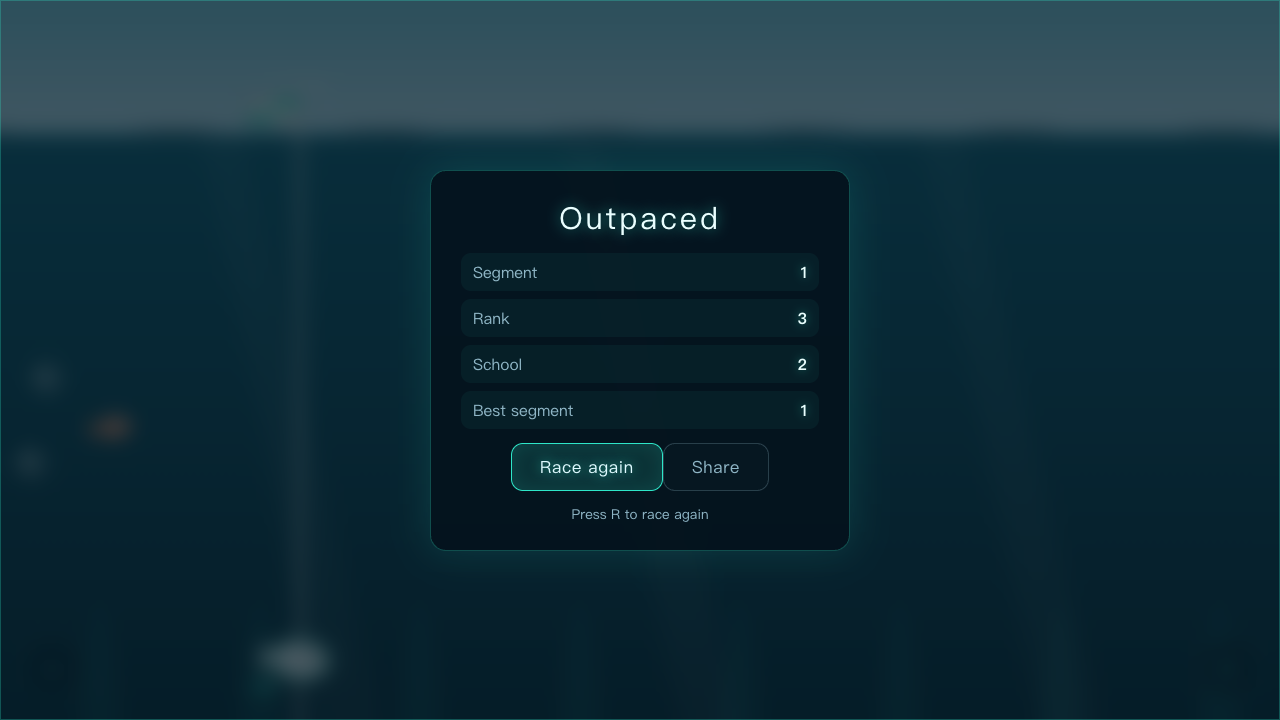 Outpaced
Segment 1
Rank 3
School 2
Best segment 1
Race again Share
Press R to race again